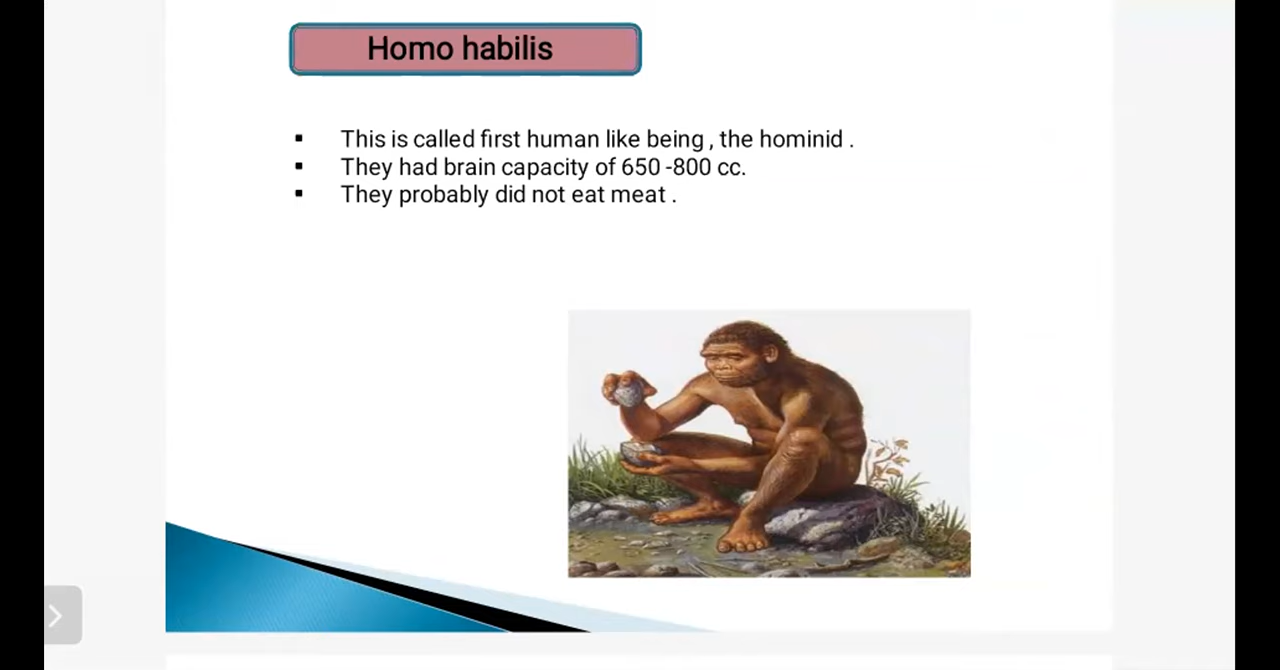 Homo habilis
▪ This is called first human like being , the hominid .
▪ They had brain capacity of 650 -800 cc.
▪ They probably did not eat meat .